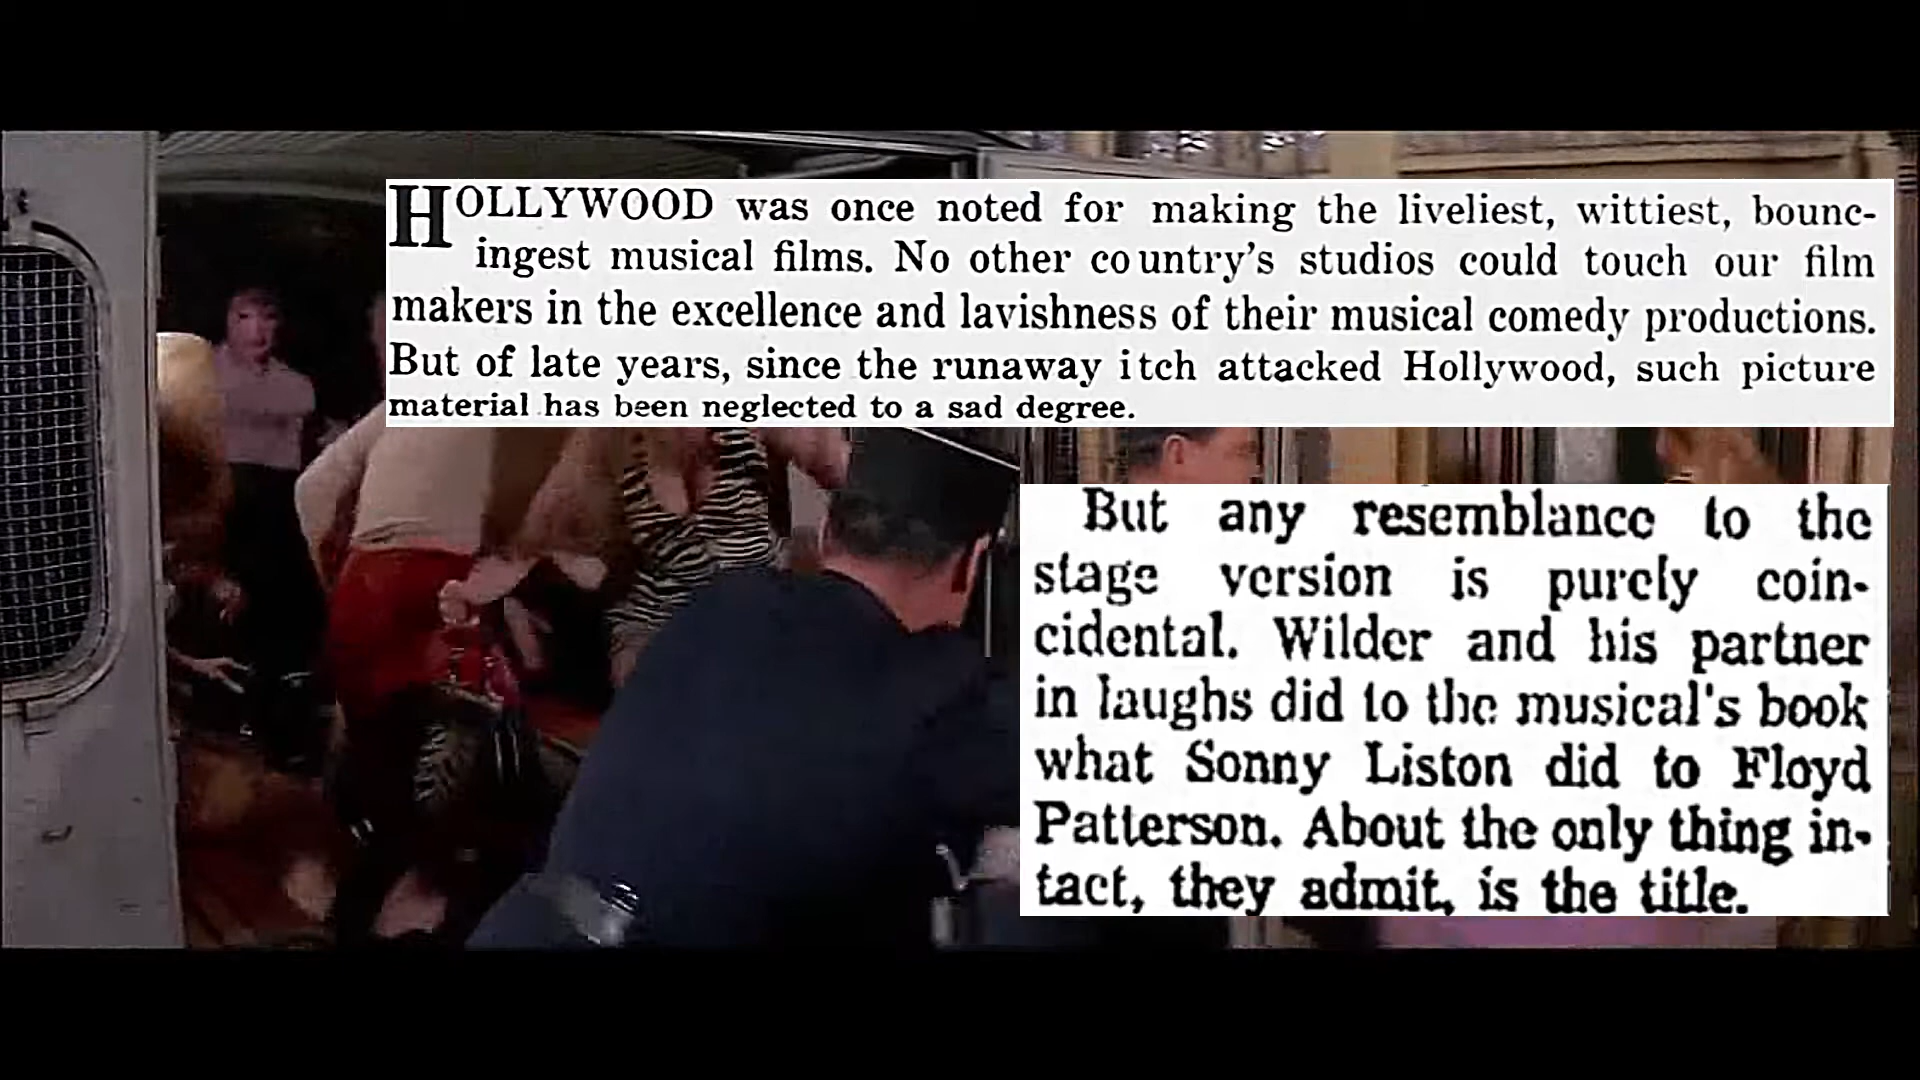 HOLLYWOOD was once noted for making the liveliest, wittiest, bounc-
ingest musical films. No other country's studios could touch our film
makers in the excellence and lavishness of their musical comedy productions.
But of late years, since the runaway itch attacked Hollywood, such picture
material has been neglected to a sad degree.
But any resemblance to the
stage version is purely coin-
cidental. Wilder and his partner
in laughs did to the musical's book
what Sonny Liston did to Floyd
Patterson. About the only thing in-
tact, they admit, is the title.